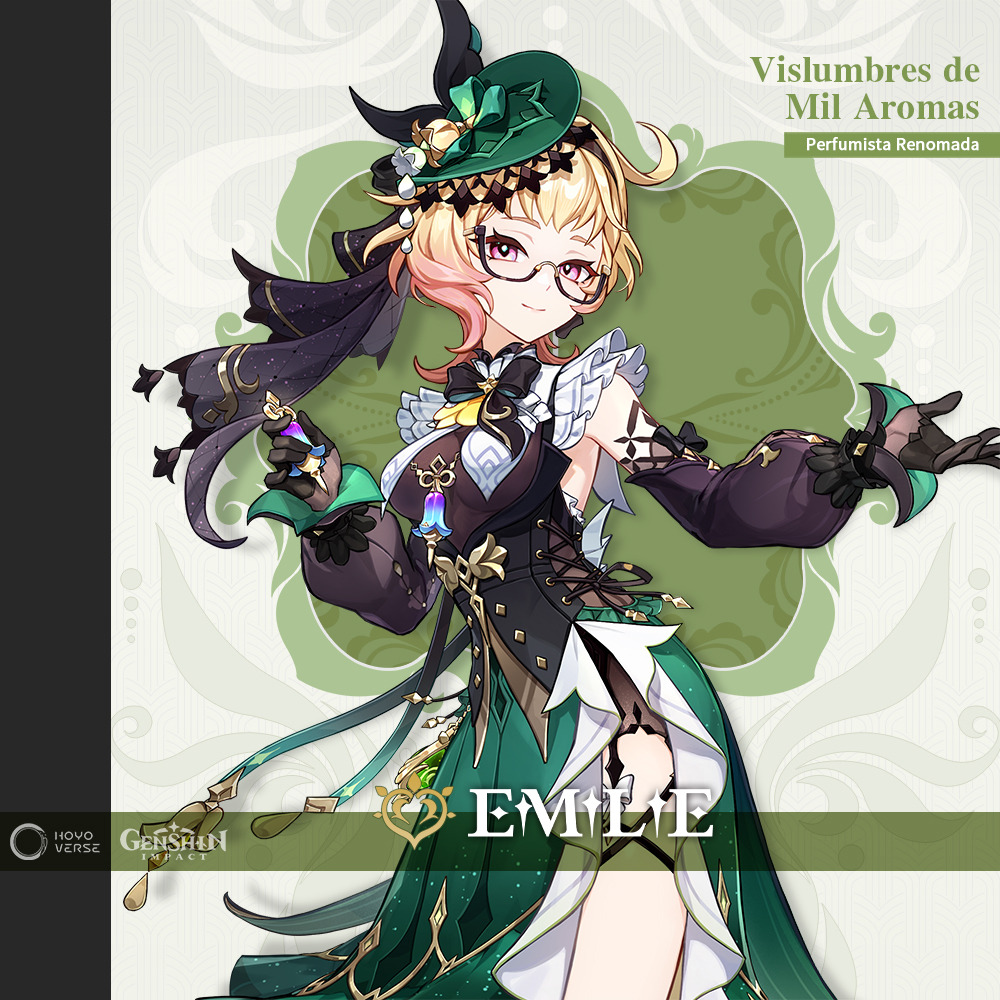 Vislumbres de
Mil Aromas
Perfumista Renomada
EMILIE
HOYO
VERSE
GENSHIN
IMPACT